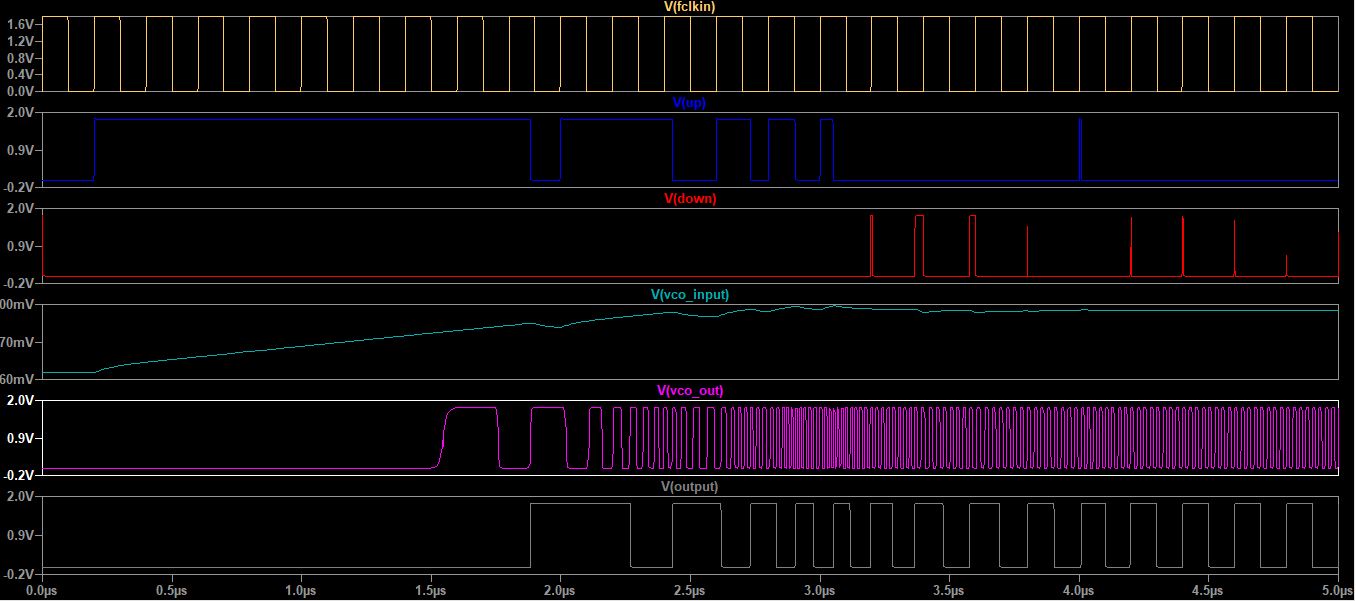 V(fclkin)
1.6V
1.2V
0.8V
0.4V
0.0V
V(up)
2.0V
0.9V
-0.2V
V(down)
2.0V
0.9V
-0.2V
V(vco_input)
00mV
70mV
60mV
V(vco_out)
2.0V
0.9V
-0.2V
V(output)
2.0V
0.9V
-0.2V
0.0µs 0.5µs 1.0µs 1.5µs 2.0µs 2.5µs 3.0µs 3.5µs 4.0µs 4.5µs 5.0µs